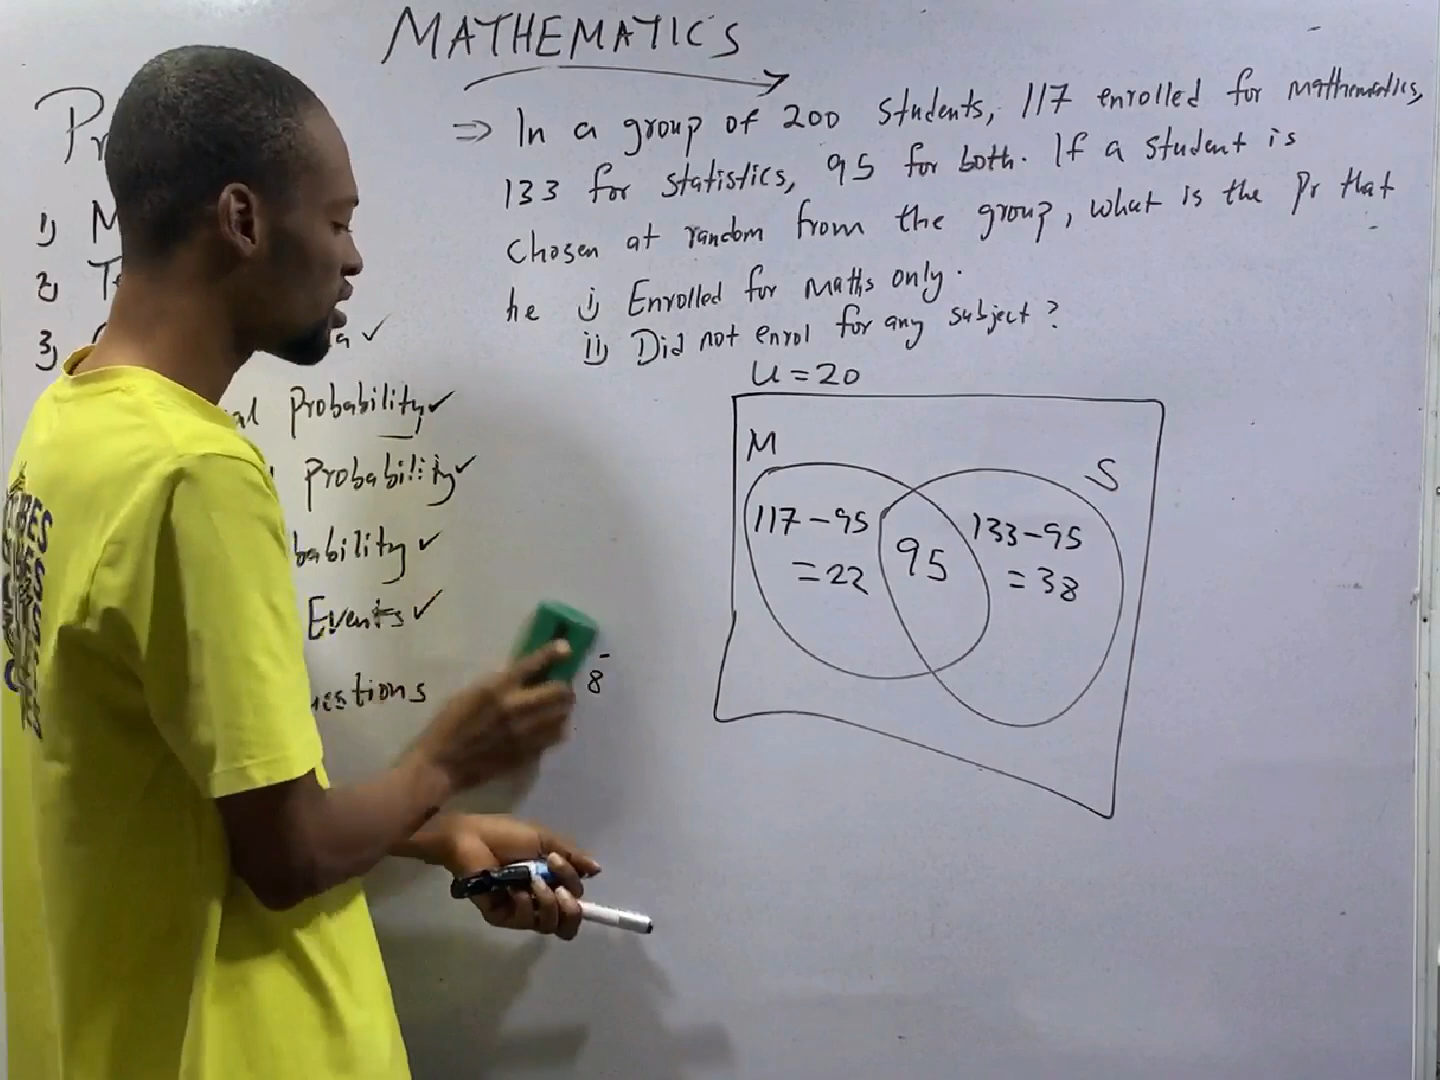 MATHEMATICS
⇒ In a group of 200 students, 117 enrolled for mathematics,
133 for statistics, 95 for both. If a student is
chosen at random from the group, what is the Pr that
he i) Enrolled for maths only.
ii) Did not enrol for any subject?
1)
2)
3)
Probability ✓
Probability ✓
Events ✓
U = 20
M
S
117 - 95
= 22
95
133 - 95
= 38
8